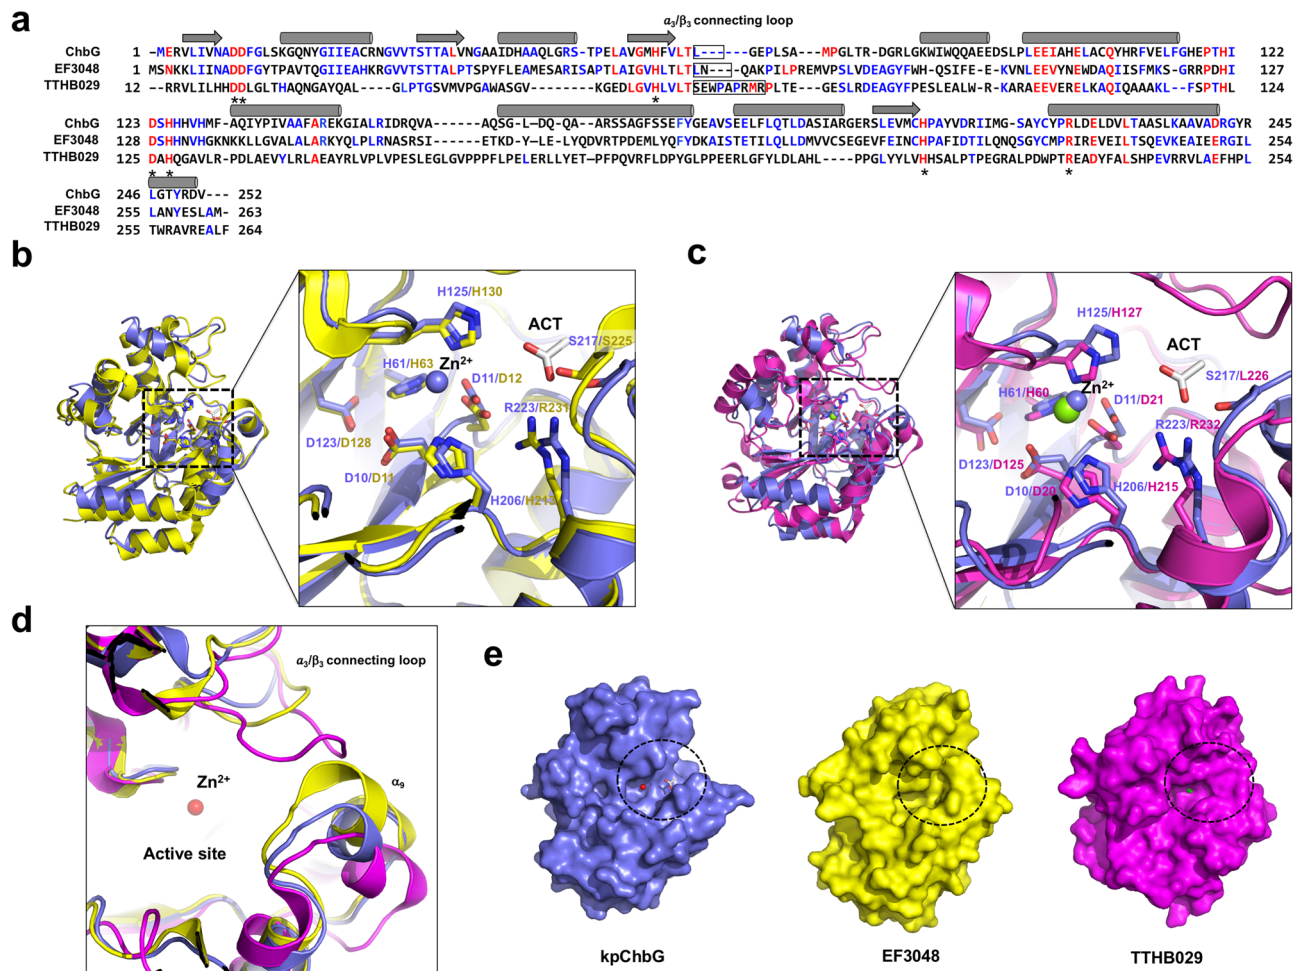 a
α3/β3 connecting loop
ChbG 1 –MERVLIVNADDFGLSKGQNYGIIEACRNGVVTSTTALVNGAAIDHAAQLGRS-TPELAVGMHFVLTL-----GEPLSA---MPGLTR-DGRLGKWIWQQAEEDSLPLEEIAHELACQYHRFVELFGHEPTHI 122
EF3048 1 MSNKKLIINADDFGYTPAVTQGIIEAHKRGVVTSTTALPTSPYFLEAMESARISAPTLAIGVHLTLTLLN---QAKPILPREMVPSLVDEAGYFWH-QSIFE-E-KVNLEEVYNEWDAQIISFMKS-GRRPDHI 127
TTHB029 12 --RRVLILHHDDLGLTHAQNGAYQAL----GLPTGSVMVPGAWASGV-------KGEDLGVHLVLTSEWPAPRMRPLTE---GESLRDEAGYFPESLEALW-RKARAEEVERELKAQIQAAAKL--FSPTHL 124
** *
ChbG 123 DSHHHVHMF-AQIYPIVAAFAREKGIALRIDRQVA------AQSG-L–DQ-QA--ARSSAGFSSEFYGEAVSEELFLQTLDASIARGERSLEVMCHPAYVDRIIMG-SAYCYPRLDELDVLTAASLKAAVADRGYR 245
EF3048 128 DSHHNVHGKNKKLLGVALALARKYQLPLRNASRSI------ETKD-Y–LE-LYQDVRTPDEMLYQFYDKAISTETILQLLDMVVCSEGEVFEINCHPAFIDTILQNQSGYCMPRIREVEILTSQEVKEAIEERGIL 254
TTHB029 125 DAHQGAVLR-PDLAEVYLRLAEAYRLVPLVPESLEGLGVPPPFLPELERLLYET–PFPQVRFLDPYGLPPEERLGFYLDLAHL----PPGLYYLVHHSALPTPEGRALPDWPTREADYFALSHPEVRRVLAEFHPL 254
* * * *
ChbG 246 LGTYRDV--- 252
EF3048 255 LANYESLAM- 263
TTHB029 255 TWRAVREALF 264
b
H125/H130
ACT
S217/S225
H61/H63
Zn2+
D11/D12
R223/R231
D123/D128
D10/D11
H206/H213
c
H125/H127
ACT
S217/L226
H61/H60
Zn2+
D11/D21
R223/R232
D123/D125
D10/D20
H206/H215
d
α3/β3 connecting loop
Zn2+
α9
Active site
e
kpChbG
EF3048
TTHB029